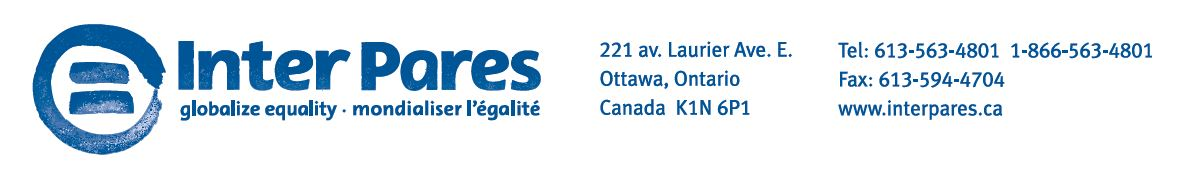 Inter Pares
globalize equality · mondialiser l'égalité
221 av. Laurier Ave. E.
Ottawa, Ontario
Canada K1N 6P1
Tel: 613-563-4801 1-866-563-4801
Fax: 613-594-4704
www.interpares.ca